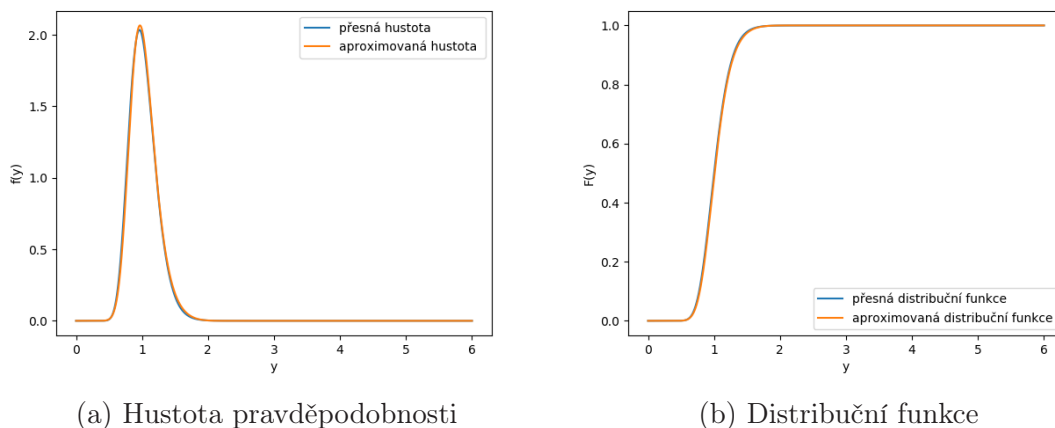 přesná hustota
aproximovaná hustota
2.0
1.5
1.0
0.5
0.0
f(y)
0 1 2 3 4 5 6
y
(a) Hustota pravděpodobnosti
1.0
0.8
0.6
0.4
0.2
0.0
F(y)
přesná distribuční funkce
aproximovaná distribuční funkce
0 1 2 3 4 5 6
y
(b) Distribuční funkce